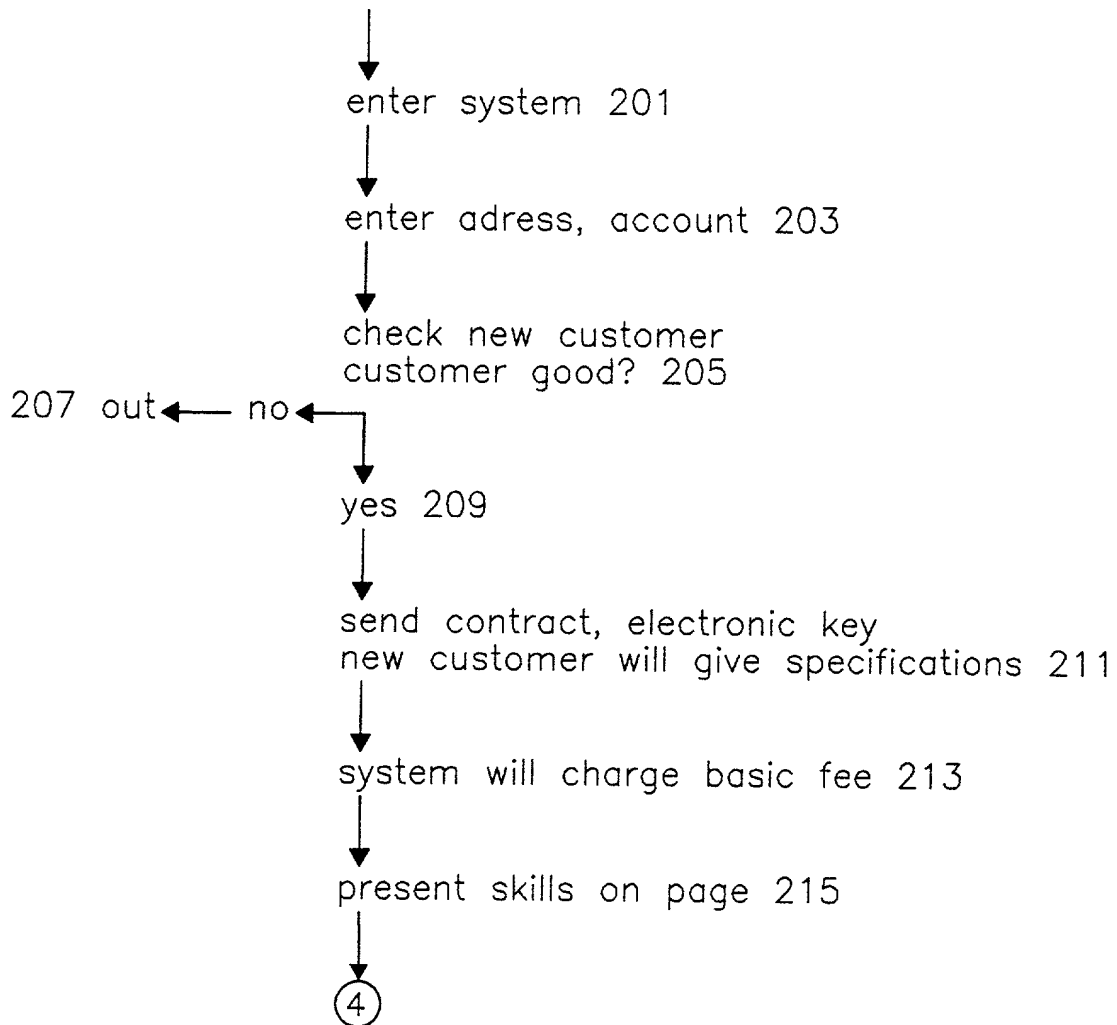 enter system 201
enter adress, account 203
check new customer
customer good? 205
207 out no
yes 209
send contract, electronic key
new customer will give specifications 211
system will charge basic fee 213
present skills on page 215
4